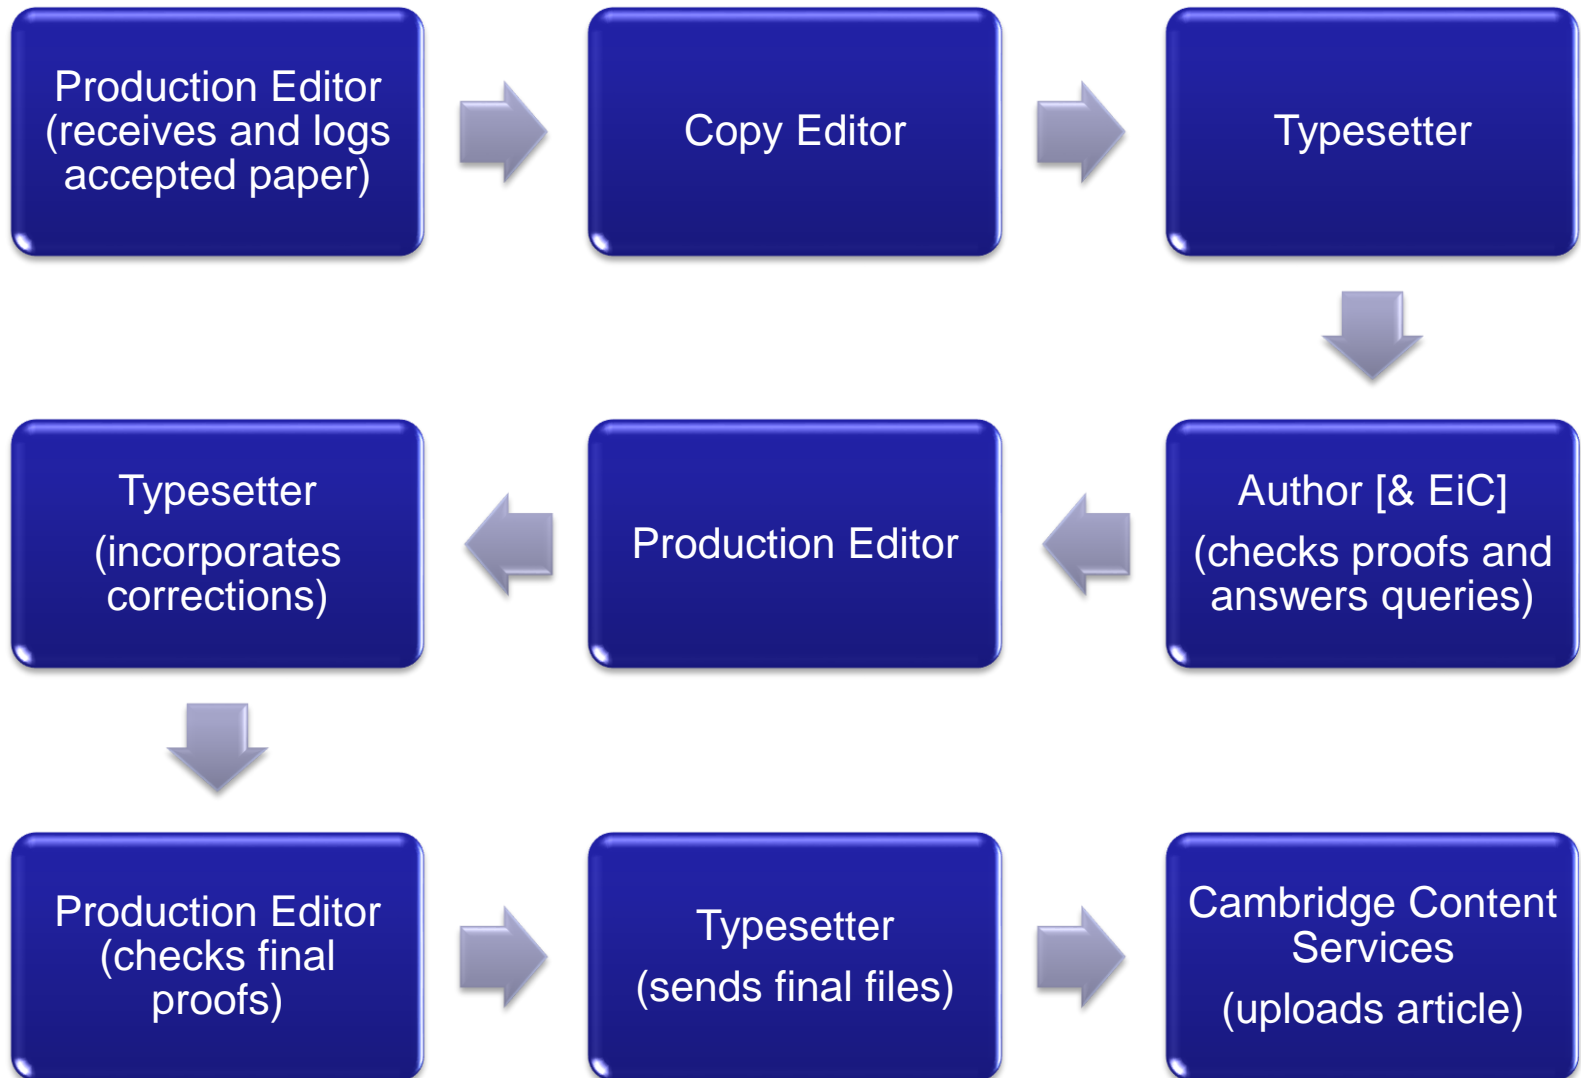 Production Editor
(receives and logs
accepted paper)
Copy Editor
Typesetter
Author [& EiC]
(checks proofs and
answers queries)
Production Editor
Typesetter
(incorporates
corrections)
Production Editor
(checks final
proofs)
Typesetter
(sends final files)
Cambridge Content
Services
(uploads article)